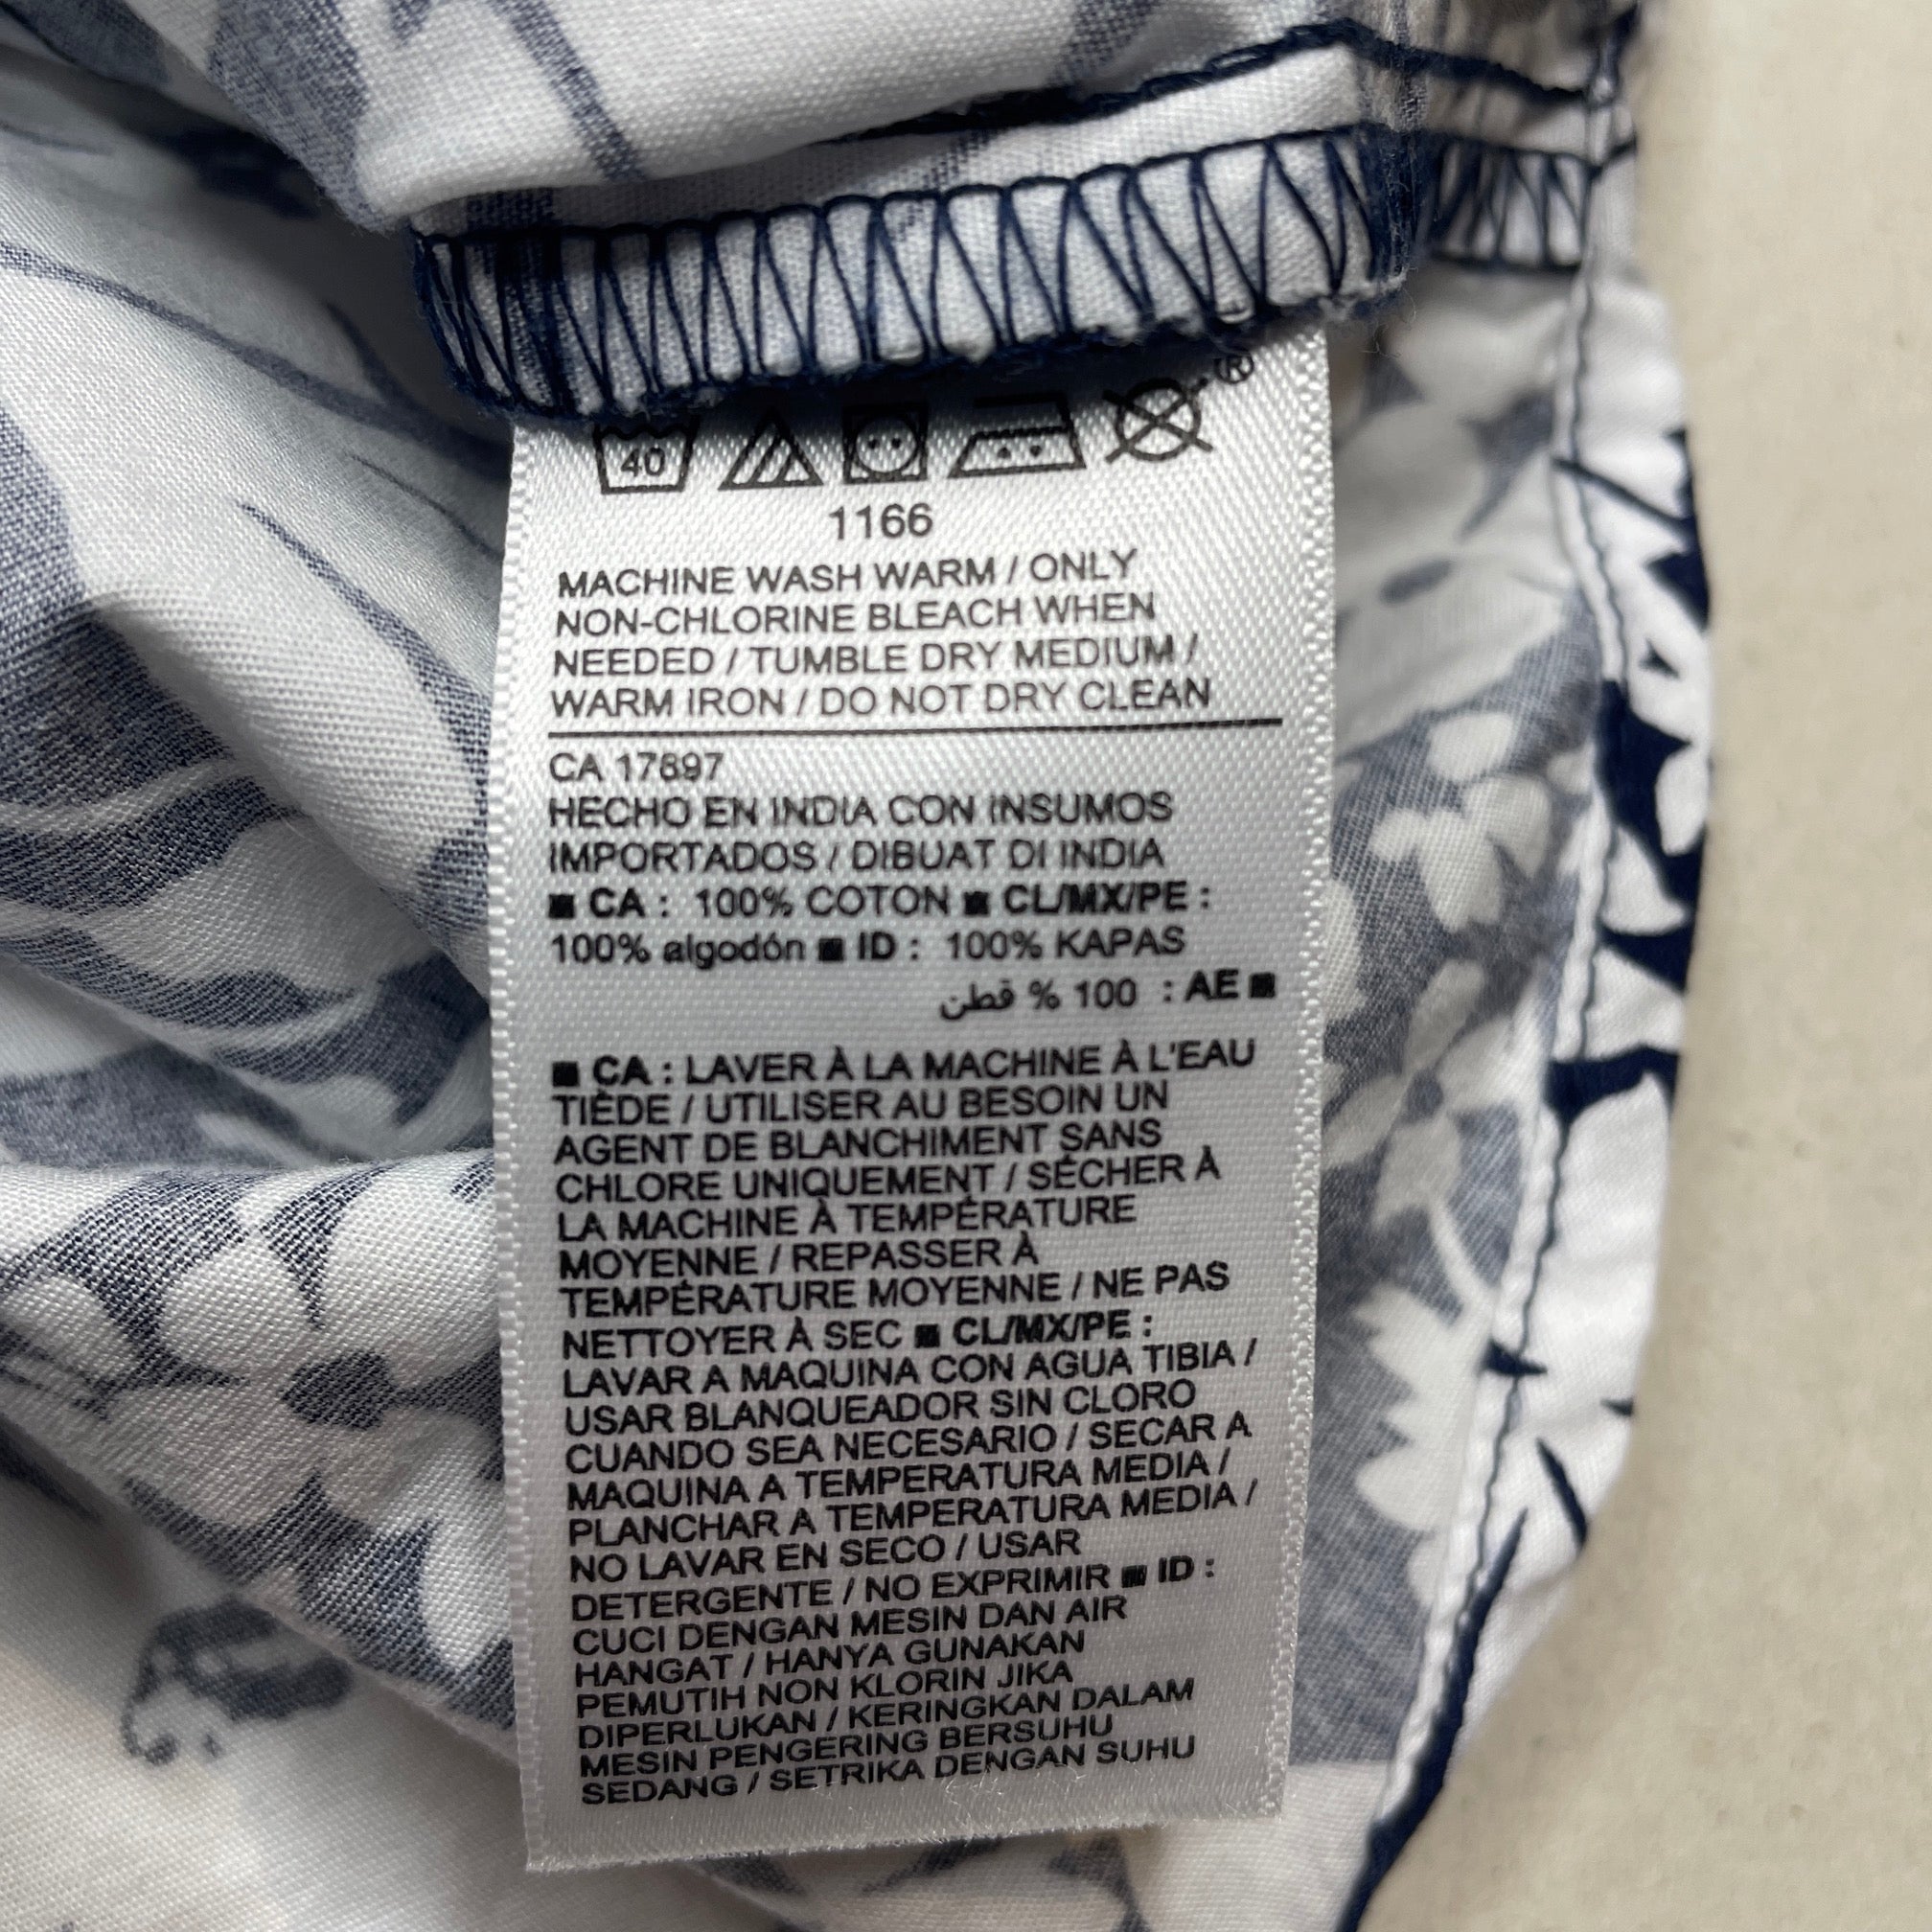 ®
40
1166
MACHINE WASH WARM / ONLY
NON-CHLORINE BLEACH WHEN
NEEDED / TUMBLE DRY MEDIUM /
WARM IRON / DO NOT DRY CLEAN
CA 17897
HECHO EN INDIA CON INSUMOS
IMPORTADOS / DIBUAT DI INDIA
■ CA : 100% COTON ■ CL/MX/PE :
100% algodón ■ ID : 100% KAPAS
■ AE : 100 % قطن
■ CA : LAVER À LA MACHINE À L'EAU
TIÈDE / UTILISER AU BESOIN UN
AGENT DE BLANCHIMENT SANS
CHLORE UNIQUEMENT / SÉCHER À
LA MACHINE À TEMPÉRATURE
MOYENNE / REPASSER À
TEMPÉRATURE MOYENNE / NE PAS
NETTOYER À SEC ■ CL/MX/PE :
LAVAR A MAQUINA CON AGUA TIBIA /
USAR BLANQUEADOR SIN CLORO
CUANDO SEA NECESARIO / SECAR A
MAQUINA A TEMPERATURA MEDIA /
PLANCHAR A TEMPERATURA MEDIA /
NO LAVAR EN SECO / USAR
DETERGENTE / NO EXPRIMIR ■ ID :
CUCI DENGAN MESIN DAN AIR
HANGAT / HANYA GUNAKAN
PEMUTIH NON KLORIN JIKA
DIPERLUKAN / KERINGKAN DALAM
MESIN PENGERING BERSUHU
SEDANG / SETRIKA DENGAN SUHU